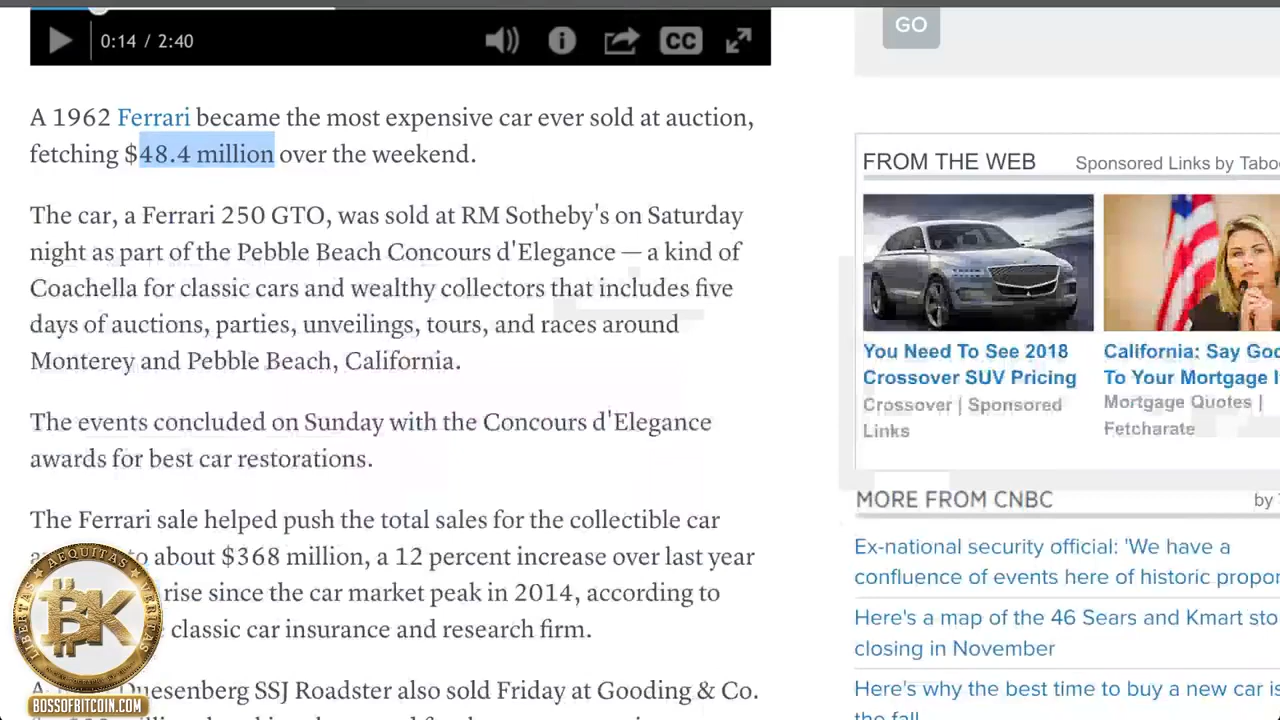 GO
0:14 / 2:40
CC
A 1962 Ferrari became the most expensive car ever sold at auction,
fetching $48.4 million over the weekend.
The car, a Ferrari 250 GTO, was sold at RM Sotheby's on Saturday
night as part of the Pebble Beach Concours d'Elegance — a kind of
Coachella for classic cars and wealthy collectors that includes five
days of auctions, parties, unveilings, tours, and races around
Monterey and Pebble Beach, California.
The events concluded on Sunday with the Concours d'Elegance
awards for best car restorations.
The Ferrari sale helped push the total sales for the collectible car
to about $368 million, a 12 percent increase over last year
rise since the car market peak in 2014, according to
classic car insurance and research firm.
Duesenberg SSJ Roadster also sold Friday at Gooding & Co.
FROM THE WEB
Sponsored Links by
You Need To See 2018
Crossover SUV Pricing
Crossover | Sponsored
Links
California: Say
To Your Mortgage
Mortgage Quotes |
Fetcharate
MORE FROM CNBC
by
Ex-national security official: 'We have a
confluence of events here of historic
Here's a map of the 46 Sears and Kmart
closing in November
Here's why the best time to buy a new car is
the fall
LIBERTAS AEQUITAS VERITAS
BK
BOSSOFBITCOIN.COM